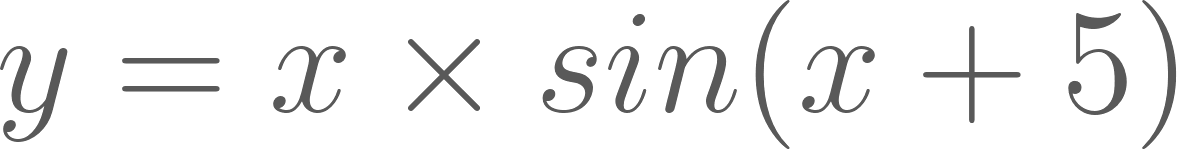 y = x × sin(x + 5)